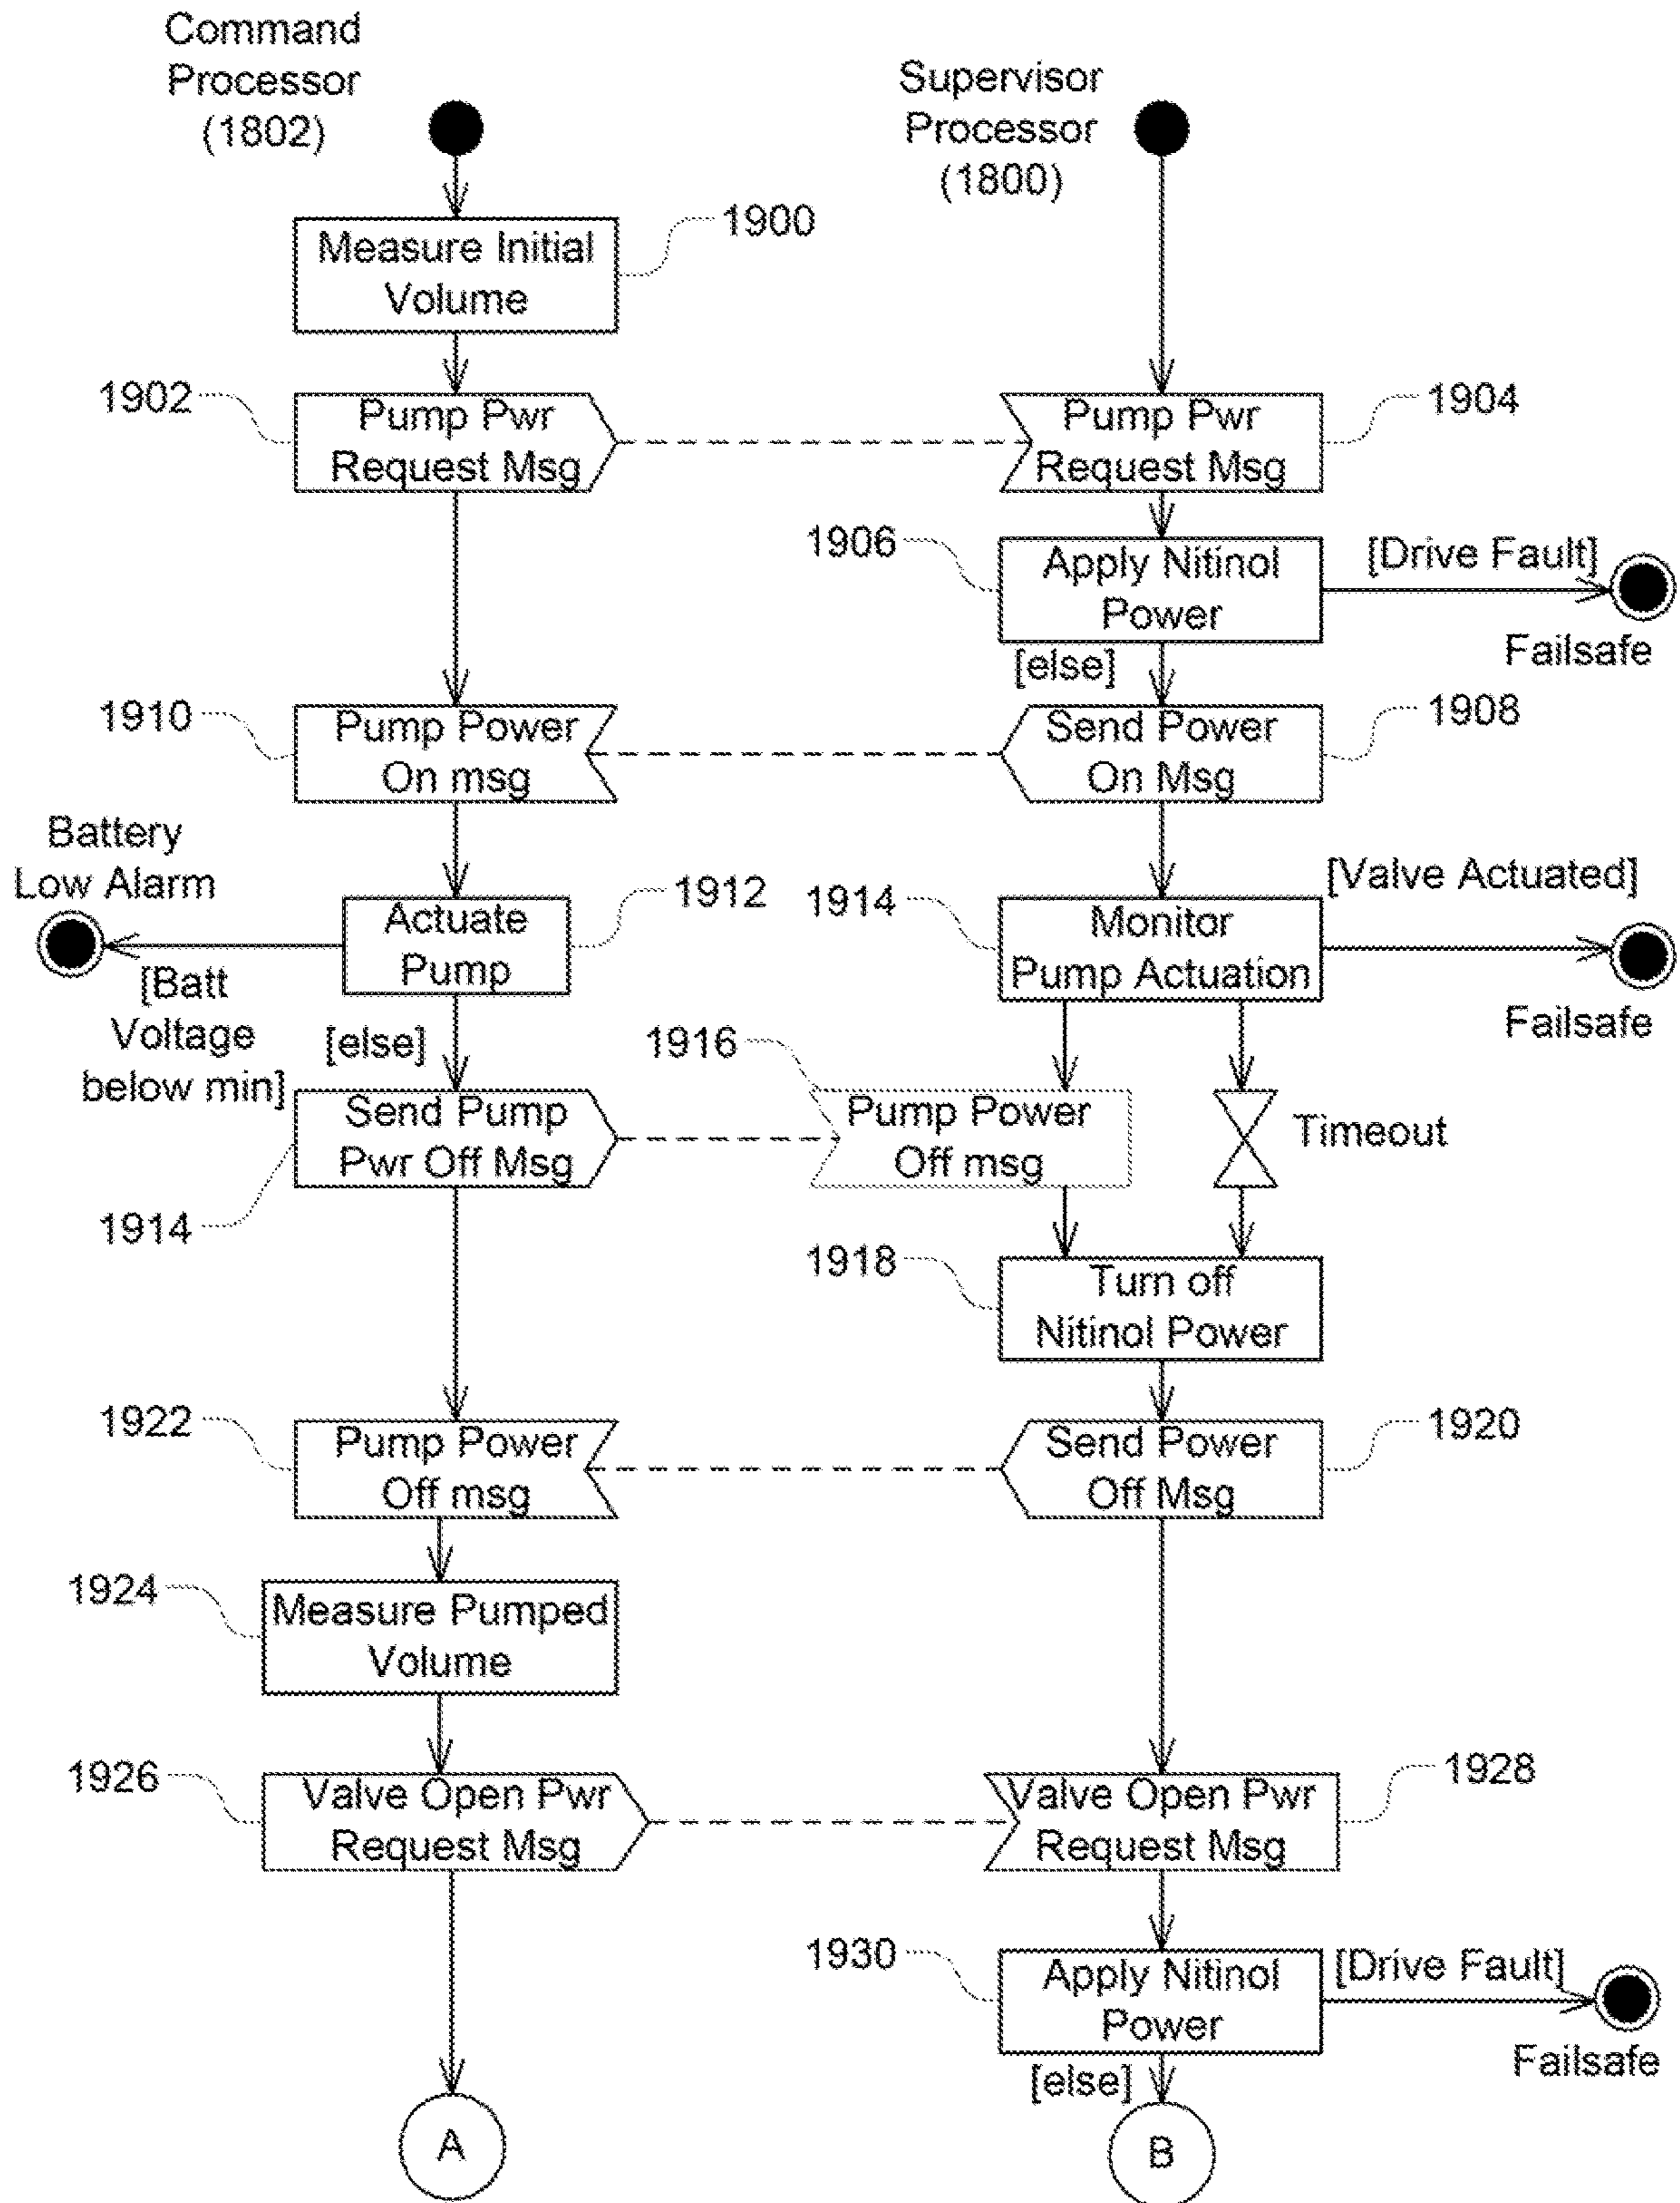 Command
Processor
(1802)
Supervisor
Processor
(1800)
1900
Measure Initial
Volume
1902
Pump Pwr
Request Msg
Pump Pwr
Request Msg
1904
1906
Apply Nitinol
Power
[Drive Fault]
Failsafe
[else]
1910
Pump Power
On msg
Send Power
On Msg
1908
Battery
Low Alarm
Actuate
Pump
1912
[Batt
Voltage
below min]
[else]
1914
Monitor
Pump Actuation
[Valve Actuated]
Failsafe
Send Pump
Pwr Off Msg
1914
1916
Pump Power
Off msg
Timeout
1918
Turn off
Nitinol Power
1922
Pump Power
Off msg
Send Power
Off Msg
1920
1924
Measure Pumped
Volume
1926
Valve Open Pwr
Request Msg
Valve Open Pwr
Request Msg
1928
1930
Apply Nitinol
Power
[Drive Fault]
Failsafe
[else]
A
B